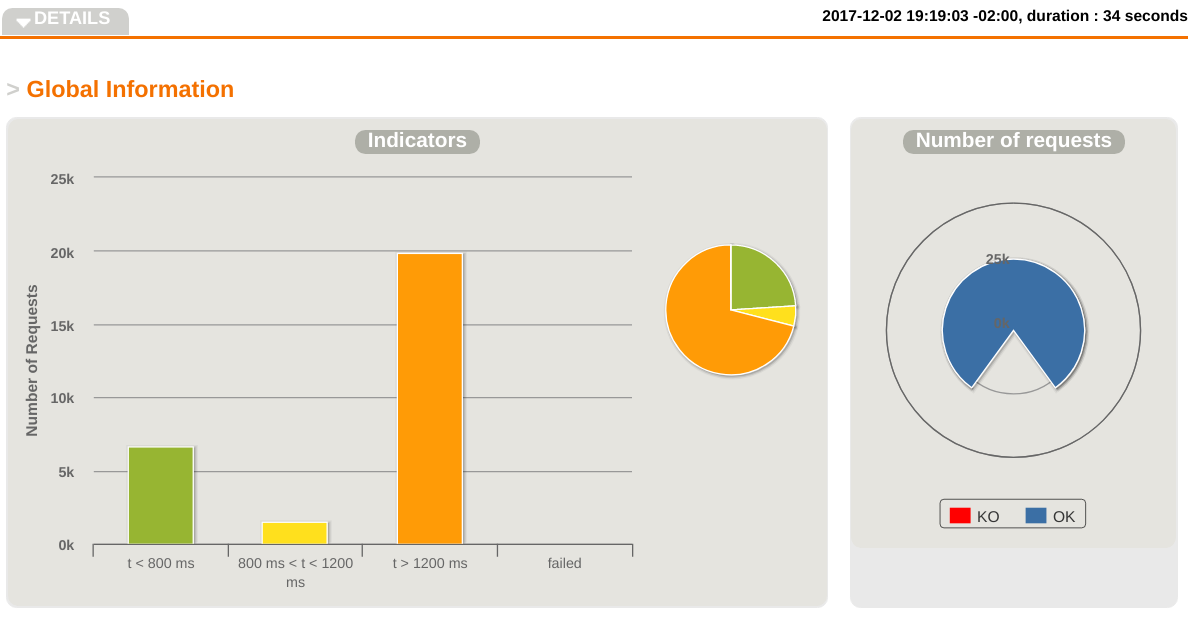 DETAILS
2017-12-02 19:19:03 -02:00, duration : 34 seconds
> Global Information
Indicators
25k
20k
15k
10k
5k
0k
Number of Requests
t < 800 ms
800 ms < t < 1200
ms
t > 1200 ms
failed
Number of requests
25k
KO
OK